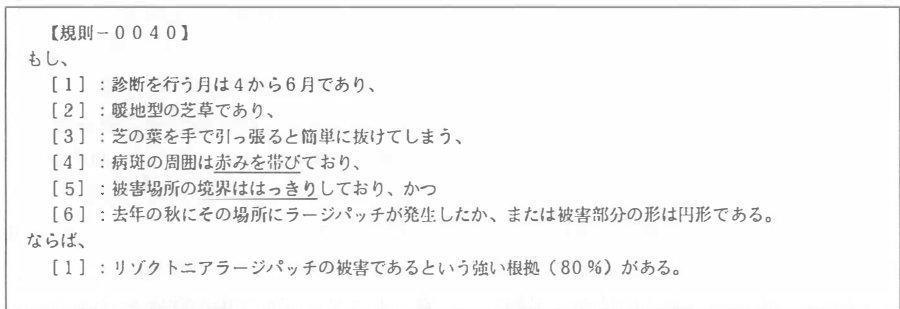 【規則－００４０】
もし、
［１］：診断を行う月は４から６月であり、
［２］：暖地型の芝草であり、
［３］：芝の葉を手で引っ張ると簡単に抜けてしまう、
［４］：病斑の周囲は赤みを帯びており、
［５］：被害場所の境界ははっきりしており、かつ
［６］：去年の秋にその場所にラージパッチが発生したか、または被害部分の形は円形である。
ならば、
［１］：リゾクトニアラージパッチの被害であるという強い根拠（８０％）がある。